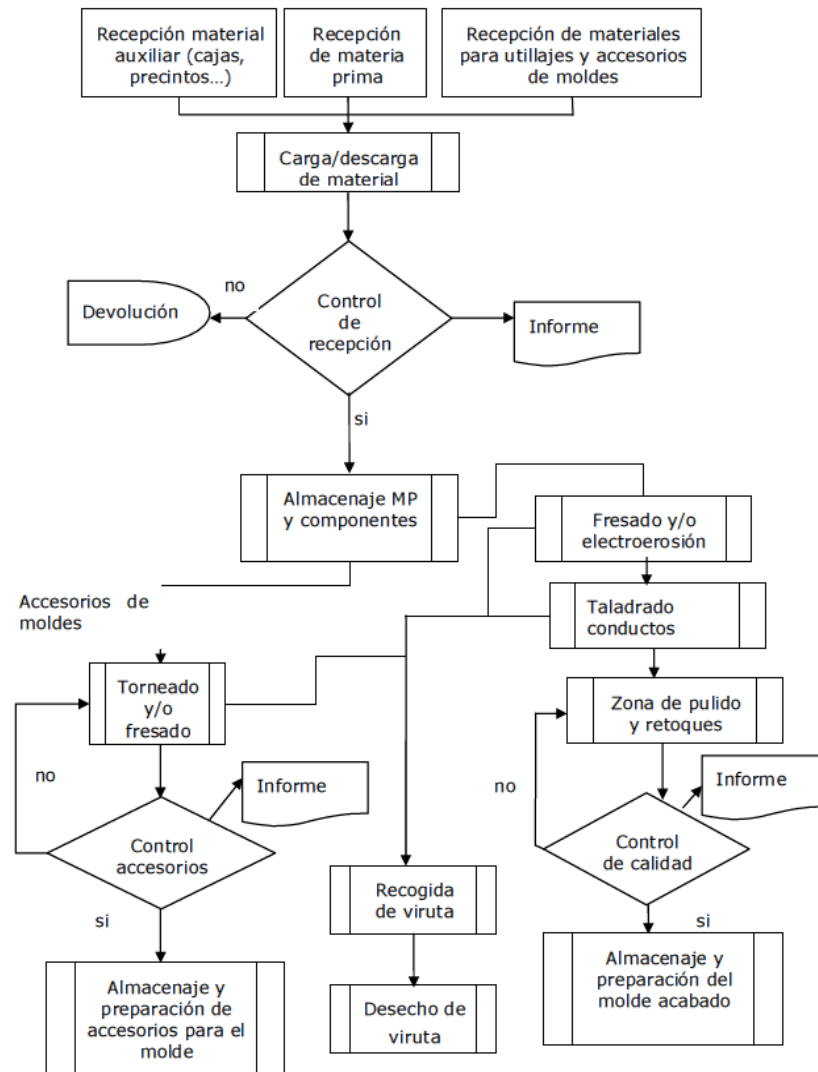 Recepción material
auxiliar (cajas,
precintos…)
Recepción
de materia
prima
Recepción de materiales
para utillajes y accesorios
de moldes
Carga/descarga
de material
no
Devolución
Control
de
recepción
Informe
si
Almacenaje MP
y componentes
Fresado y/o
electroerosión
Accesorios de
moldes
Taladrado
conductos
Torneado
y/o
fresado
Zona de pulido
y retoques
no
Informe
no
Informe
Control
accesorios
Control
de calidad
Recogida
de viruta
si
si
Almacenaje y
preparación de
accesorios para el
molde
Desecho de
viruta
Almacenaje y
preparación del
molde acabado